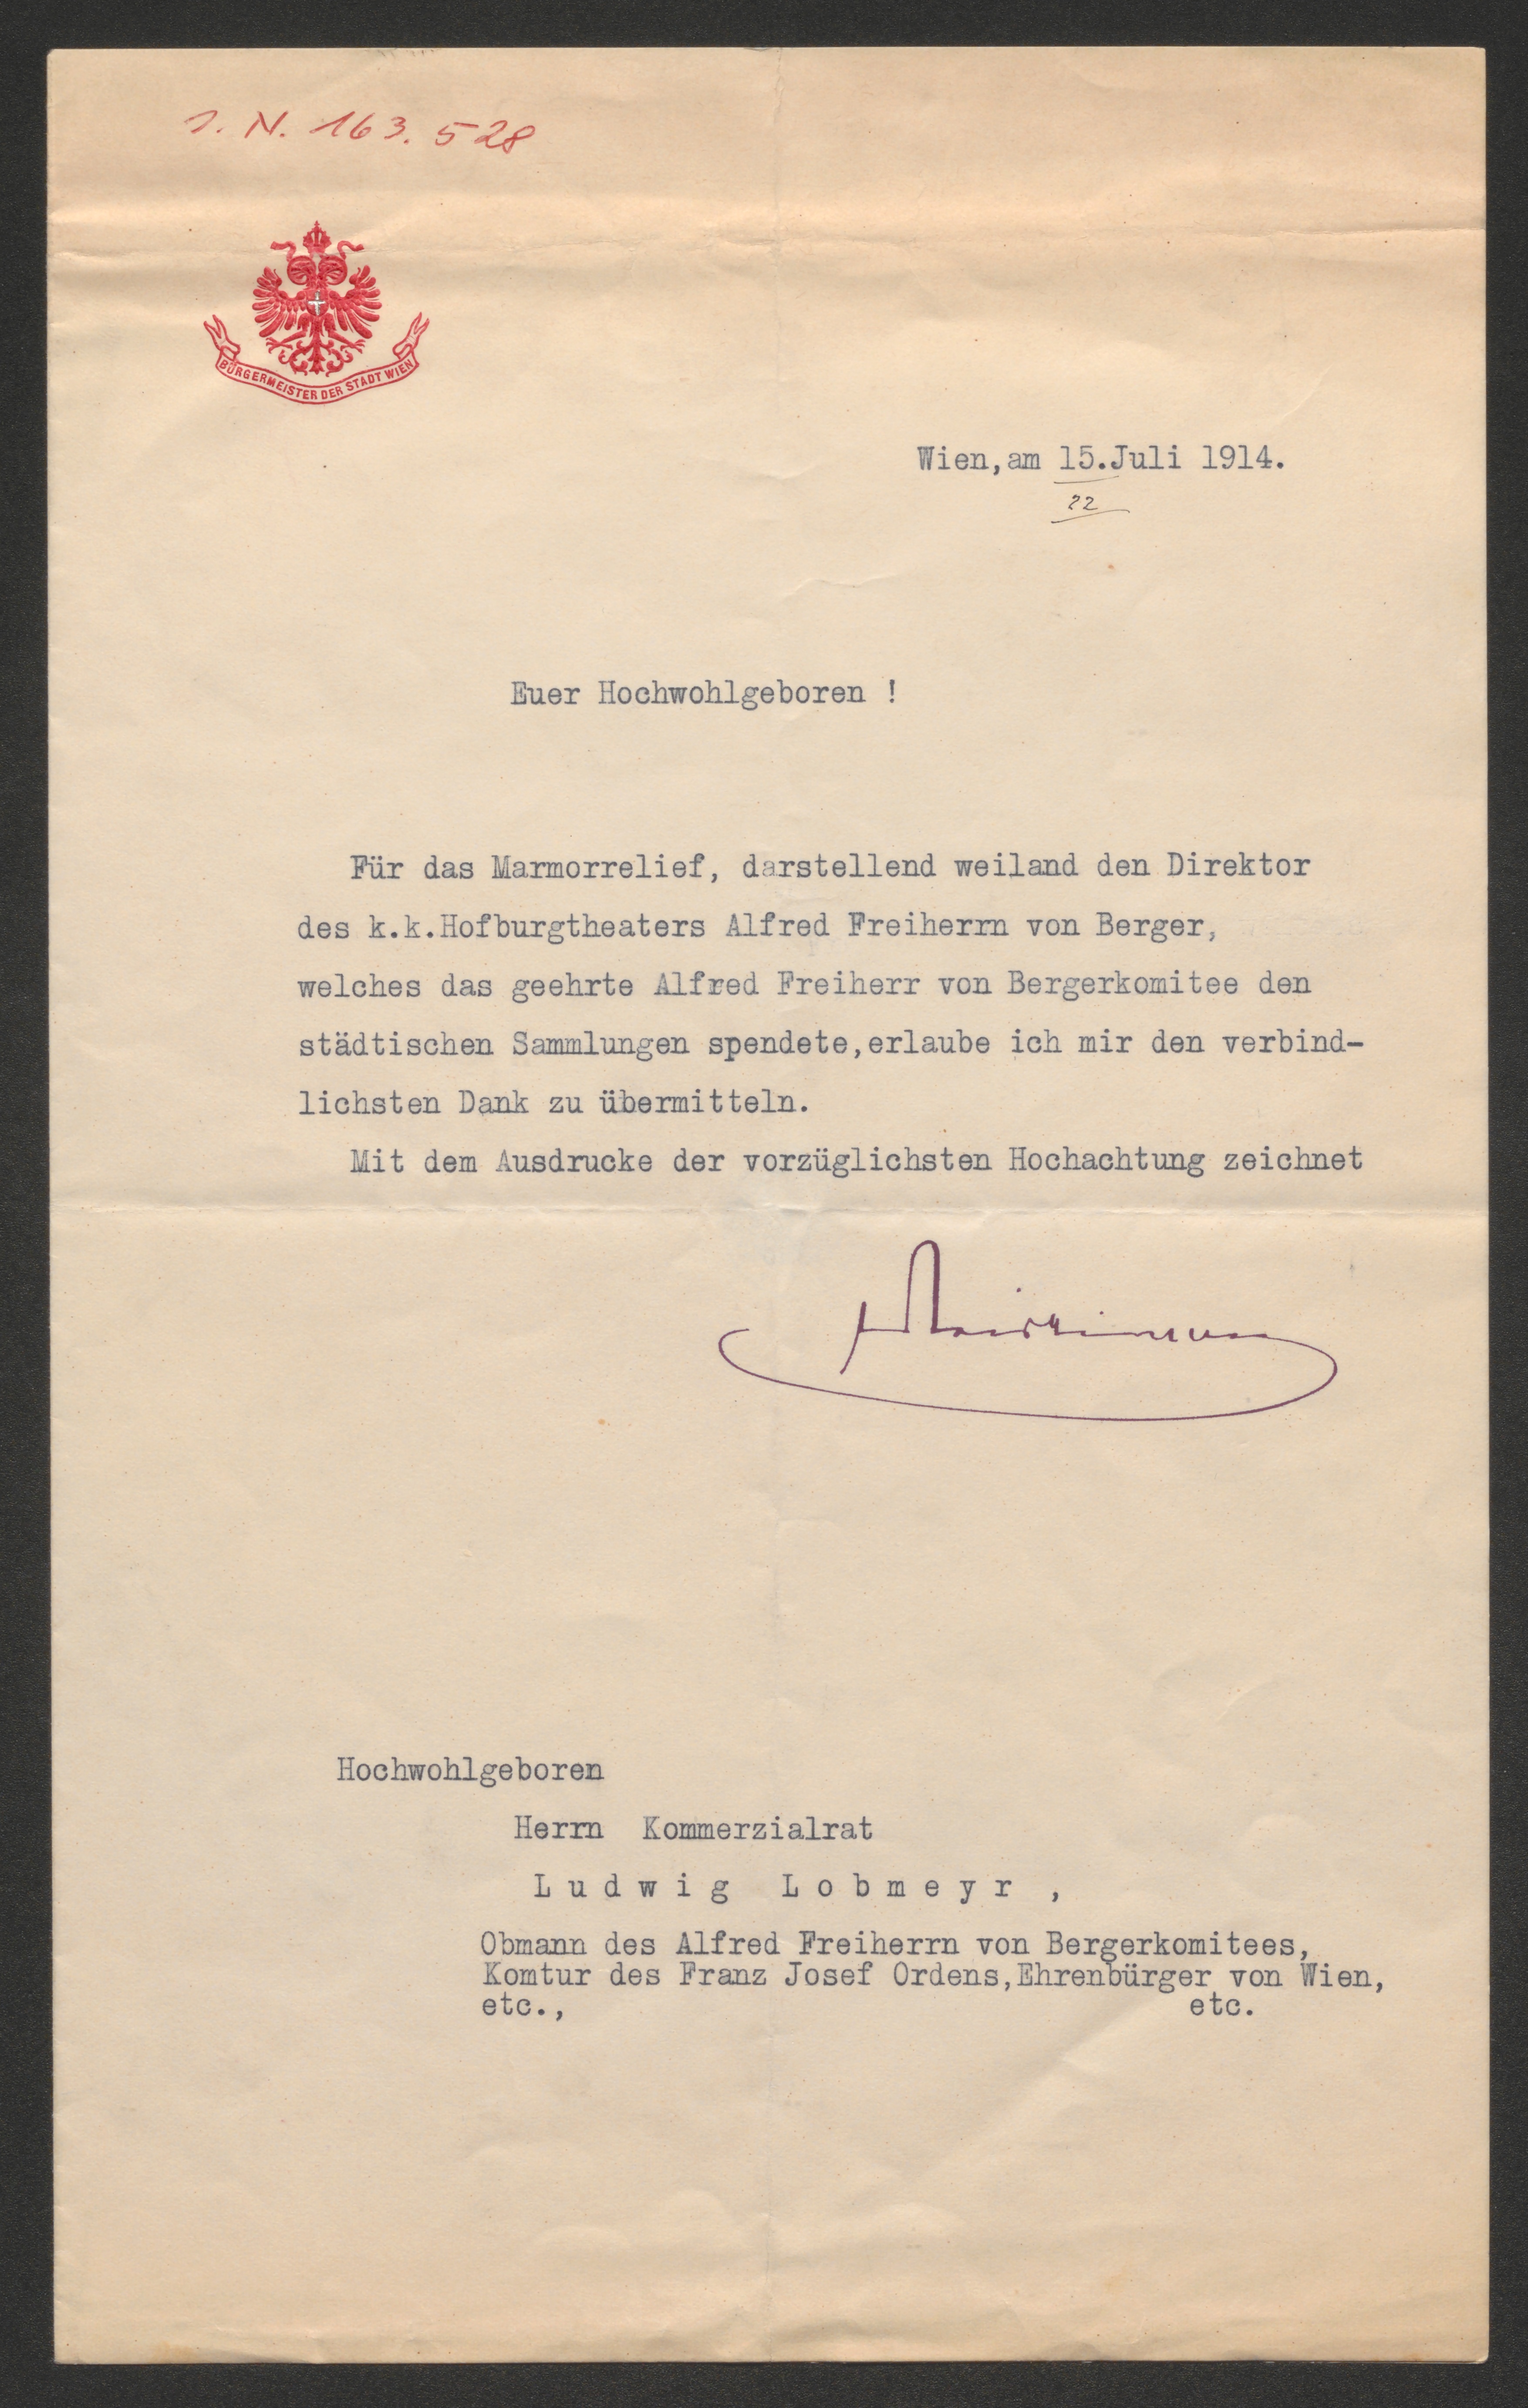 I. N. 163. 528
BÜRGERMEISTER DER STADT WIEN
Wien,am 15.Juli 1914.
22
Euer Hochwohlgeboren !
Für das Marmorrelief, darstellend weiland den Direktor
des k.k.Hofburgtheaters Alfred Freiherrn von Berger,
welches das geehrte Alfred Freiherr von Bergerkomitee den
städtischen Sammlungen spendete,erlaube ich mir den verbind-
lichsten Dank zu übermitteln.
Mit dem Ausdrucke der vorzüglichsten Hochachtung zeichnet
Hochwohlgeboren
Herrn Kommerzialrat
Ludwig Lobmeyr ,
Obmann des Alfred Freiherrn von Bergerkomitees,
Komtur des Franz Josef Ordens,Ehrenbürger von Wien,
etc., etc.